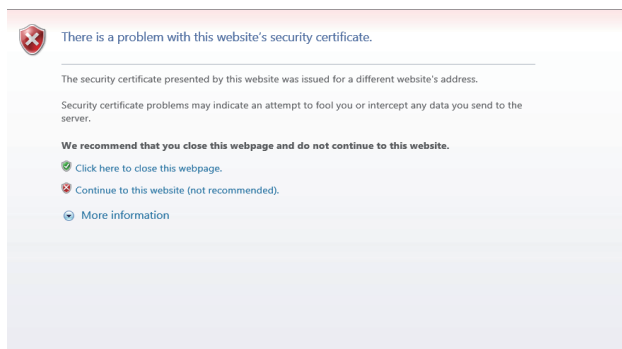 There is a problem with this website's security certificate.
The security certificate presented by this website was issued for a different website's address.
Security certificate problems may indicate an attempt to fool you or intercept any data you send to the
server.
We recommend that you close this webpage and do not continue to this website.
Click here to close this webpage.
Continue to this website (not recommended).
More information